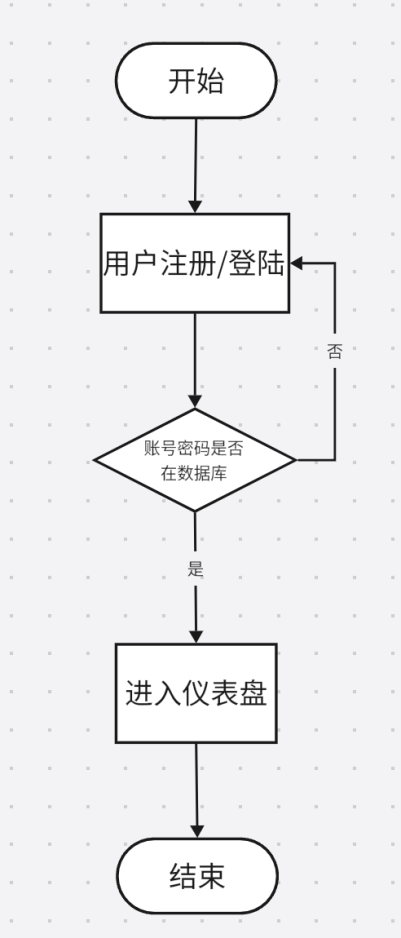 开始
用户注册/登陆
否
账号密码是否
在数据库
是
进入仪表盘
结束